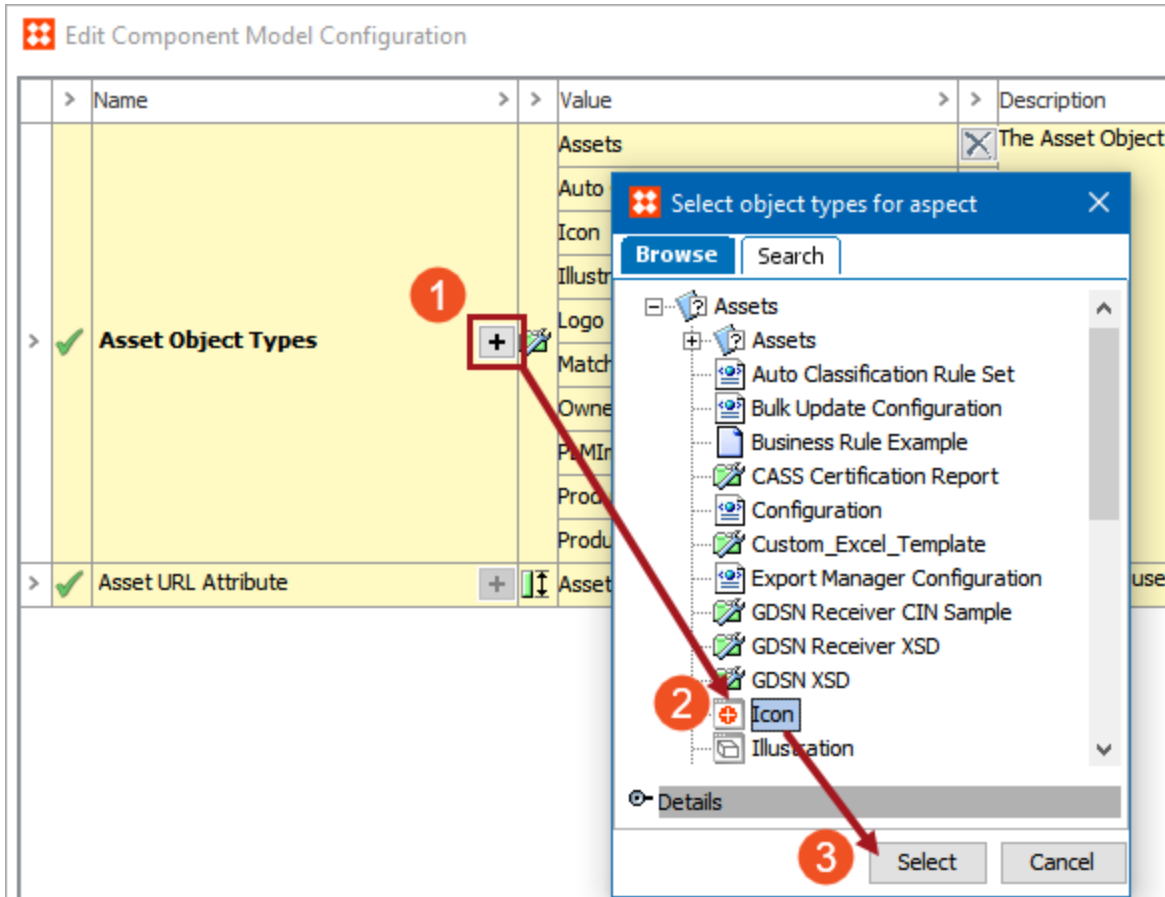 Edit Component Model Configuration
> Name > > Value > > Description
Assets
The Asset Object
Auto
Icon
Illustr
Logo
Match
Owne
Prod
Produ
1
> Asset Object Types +
> Asset URL Attribute + Asset
use
Select object types for aspect
Browse Search
Assets
Assets
Auto Classification Rule Set
Bulk Update Configuration
Business Rule Example
CASS Certification Report
Configuration
Custom_Excel_Template
Export Manager Configuration
GDSN Receiver CIN Sample
GDSN Receiver XSD
GDSN XSD
2
Icon
Illustration
Details
3
Select Cancel